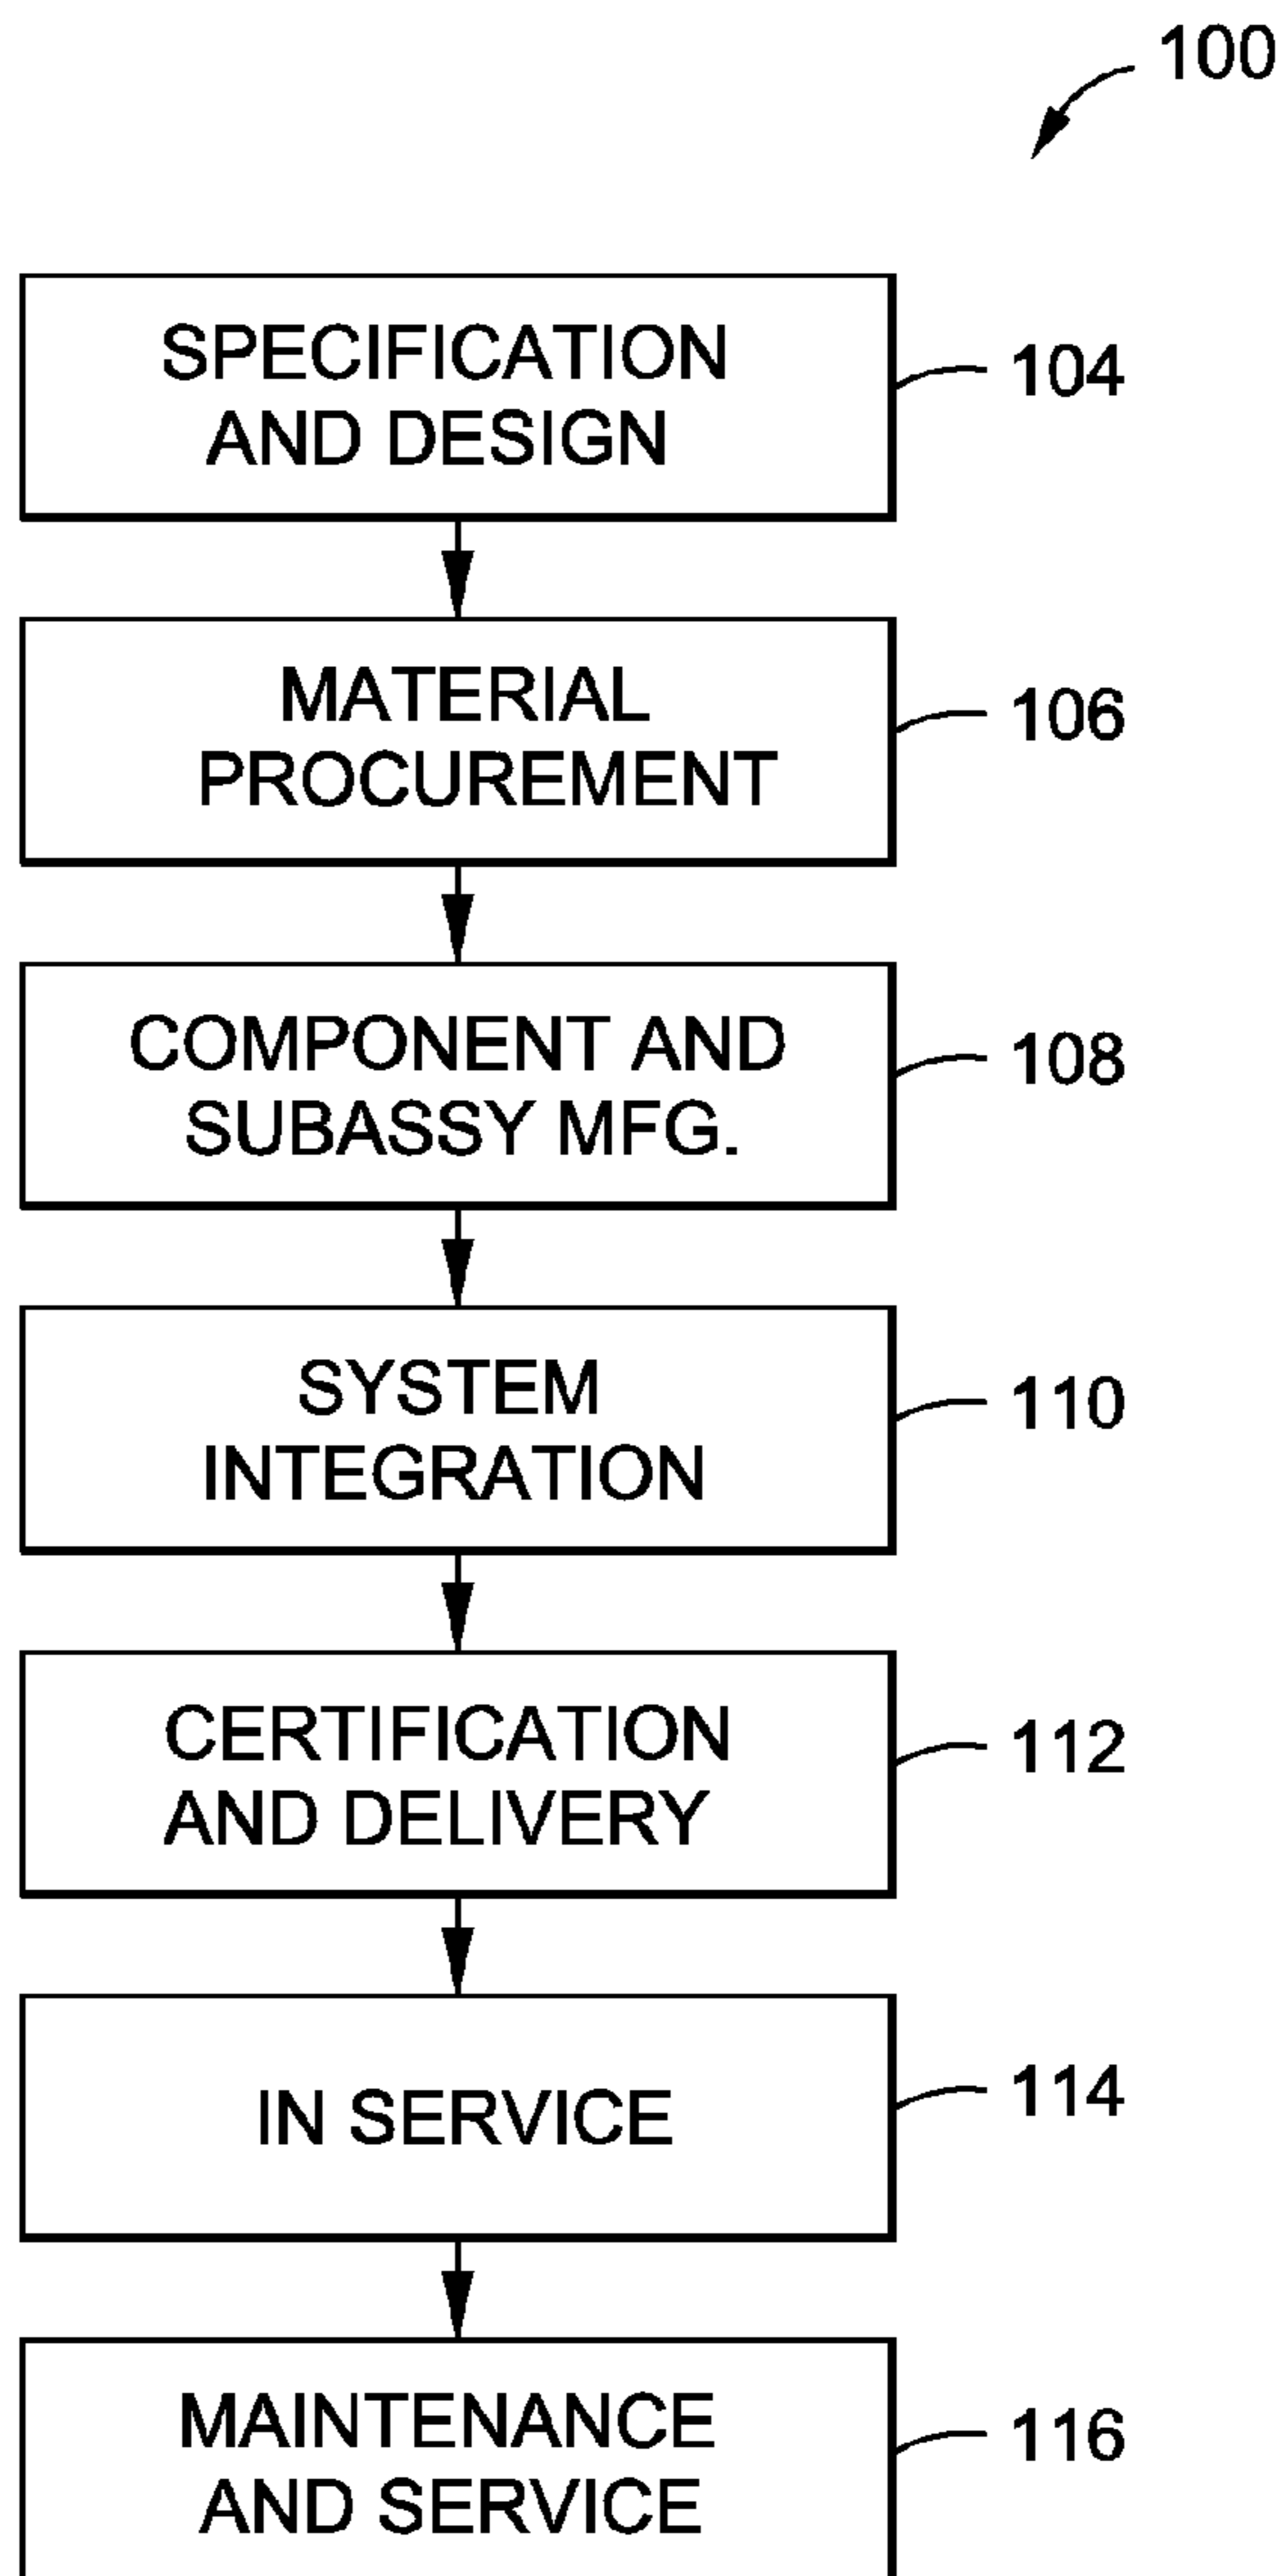 100
SPECIFICATION
AND DESIGN
104
MATERIAL
PROCUREMENT
106
COMPONENT AND
SUBASSY MFG.
108
SYSTEM
INTEGRATION
110
CERTIFICATION
AND DELIVERY
112
IN SERVICE
114
MAINTENANCE
AND SERVICE
116